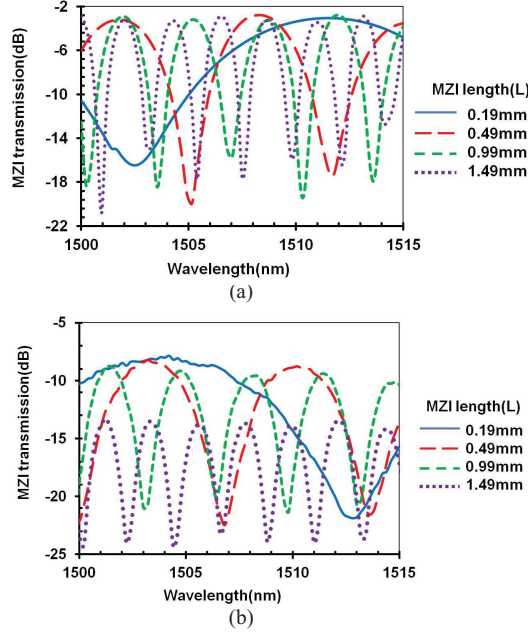 -2
-6
-10
-14
-18
-22
MZI transmission(dB)
1500
1505
1510
1515
Wavelength(nm)
MZI length(L)
0.19mm
0.49mm
0.99mm
1.49mm
(a)
-5
-10
-15
-20
-25
MZI transmission(dB)
1500
1505
1510
1515
Wavelength(nm)
MZI length(L)
0.19mm
0.49mm
0.99mm
1.49mm
(b)